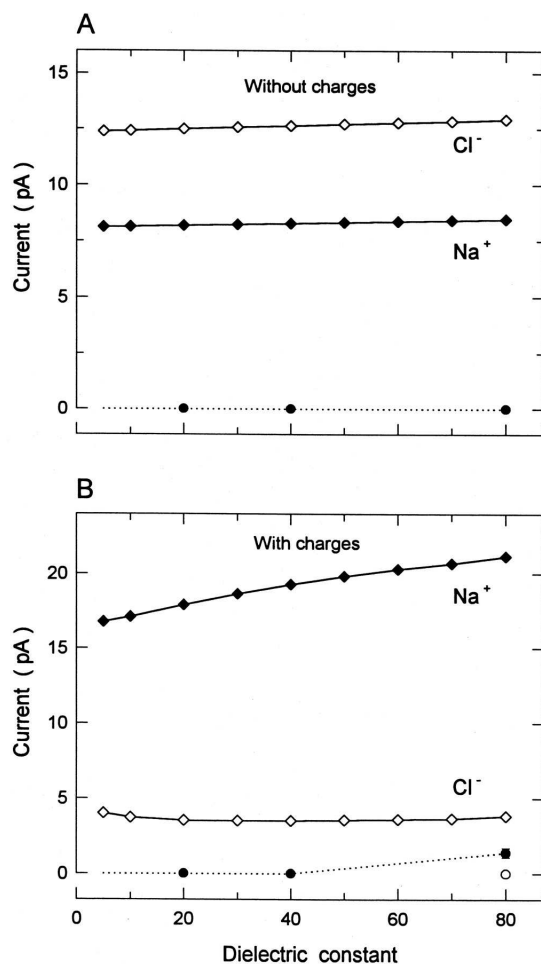 A
15
Without charges
Cl -
10
Na +
5
0
Current ( pA )
B
With charges
20
Na +
15
10
Cl -
5
0
Current ( pA )
0 20 40 60 80
Dielectric constant